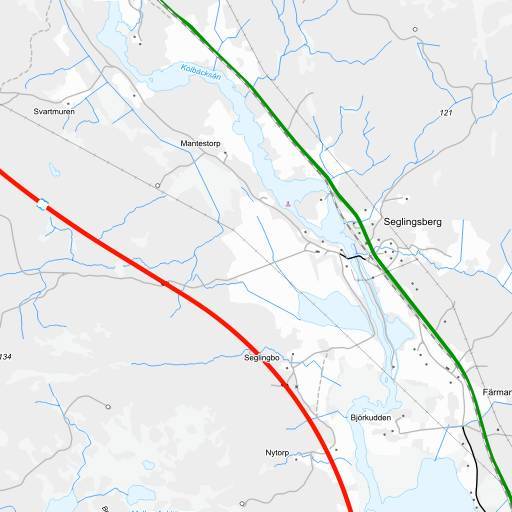 Kolbäcksån
Svartmuren
121
Mantestorp
Seglingsberg
134
Seglingbo
Färman
Björkudden
Nytorp